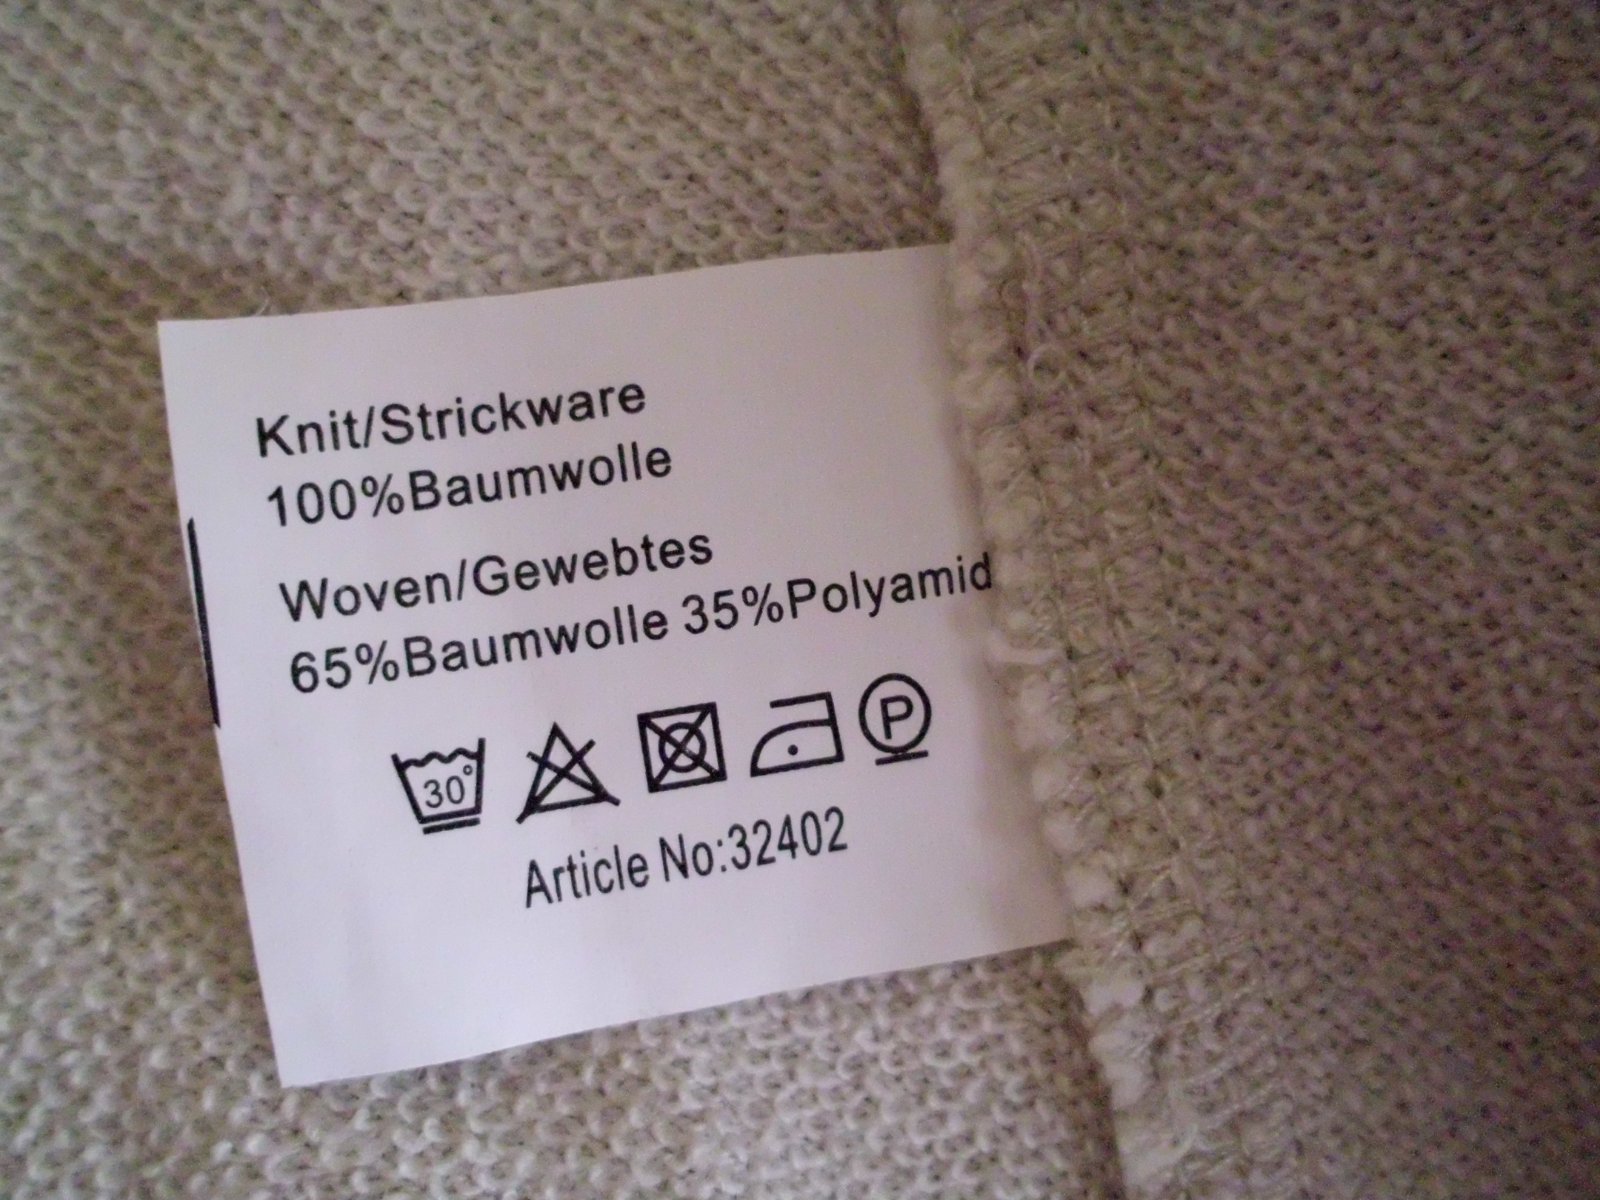 Knit/Strickware
100%Baumwolle
Woven/Gewebtes
65%Baumwolle 35%Polyamid
30°
P
Article No:32402